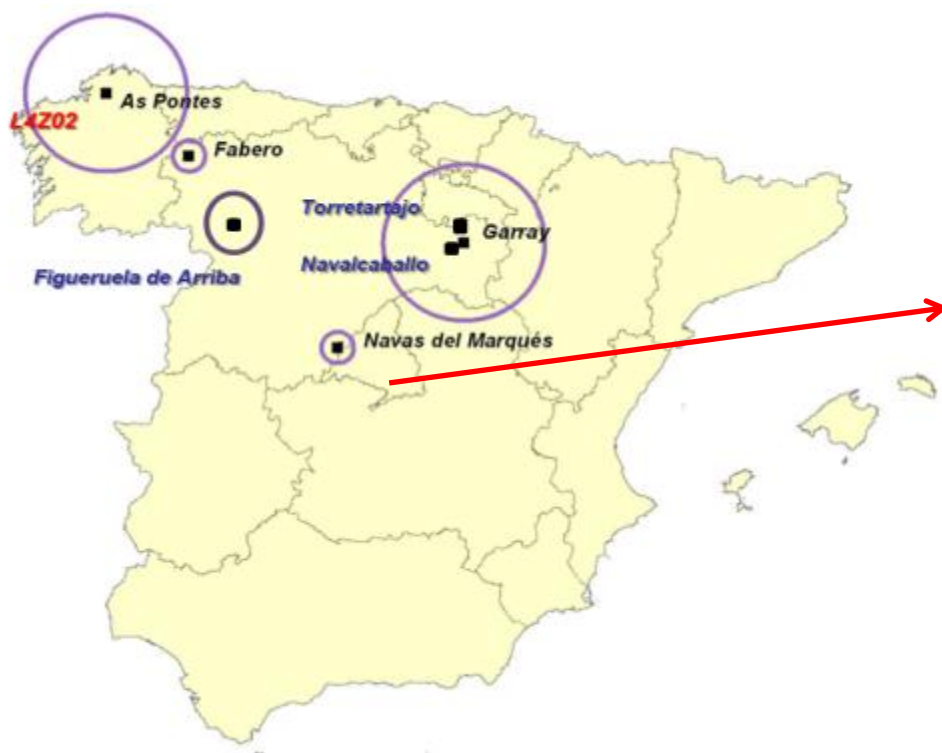 As Pontes
L4Z02
Fabero
Torretartajo
Garray
Navalcaballo
Figueruela de Arriba
Navas del Marqués